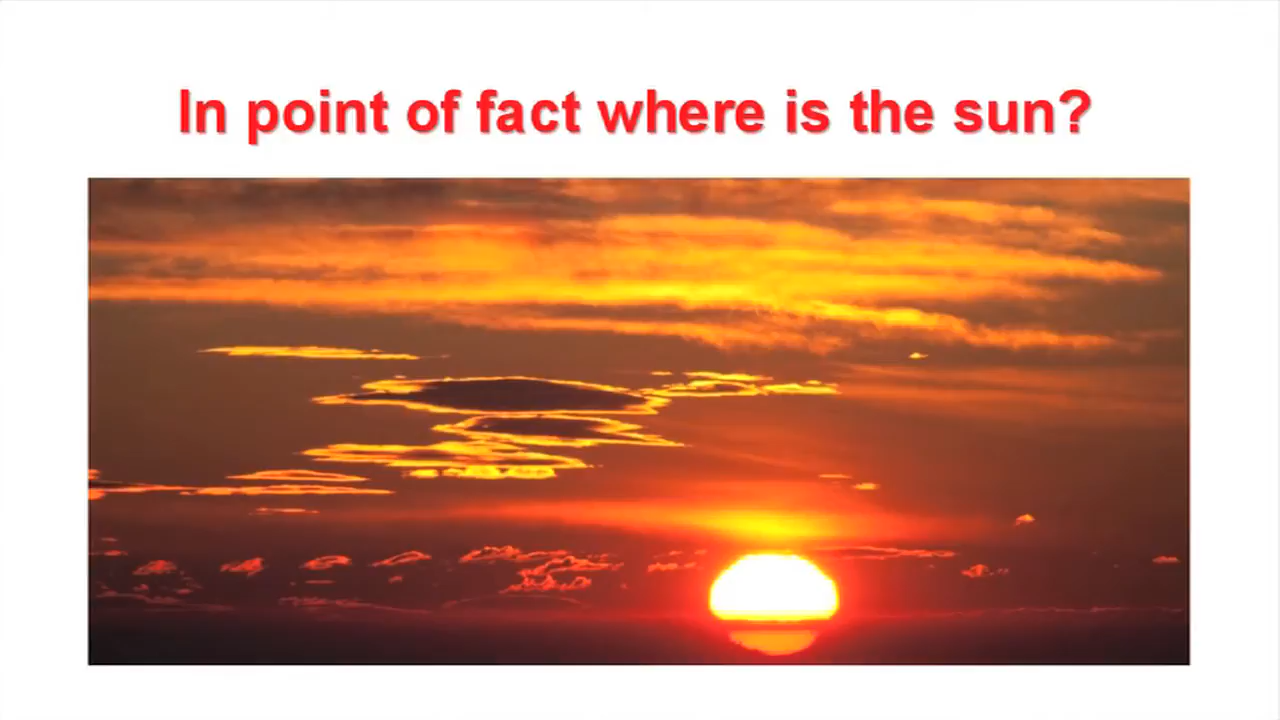 In point of fact where is the sun?